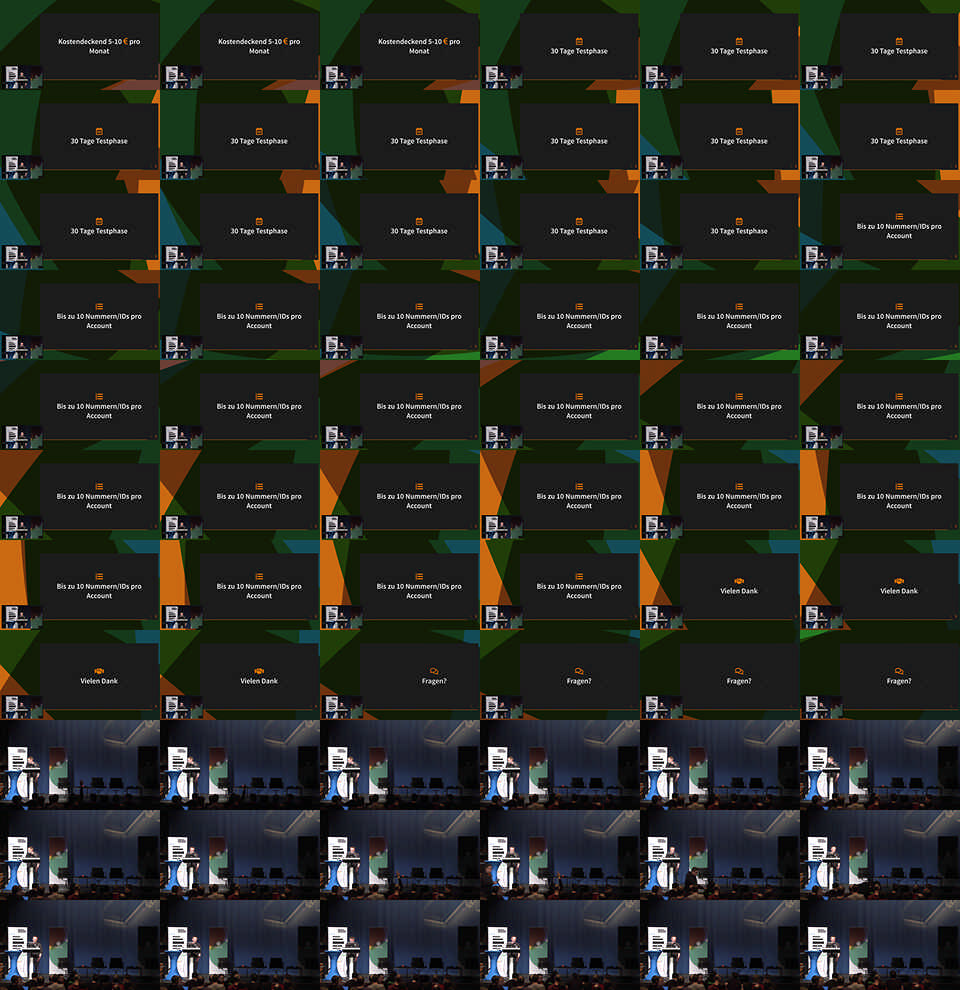 Kostendeckend 5-10 € pro
Monat
Kostendeckend 5-10 € pro
Monat
Kostendeckend 5-10 € pro
Monat
30 Tage Testphase
30 Tage Testphase
30 Tage Testphase
30 Tage Testphase
30 Tage Testphase
30 Tage Testphase
30 Tage Testphase
30 Tage Testphase
30 Tage Testphase
30 Tage Testphase
30 Tage Testphase
30 Tage Testphase
30 Tage Testphase
30 Tage Testphase
Bis zu 10 Nummern/IDs pro
Account
Bis zu 10 Nummern/IDs pro
Account
Bis zu 10 Nummern/IDs pro
Account
Bis zu 10 Nummern/IDs pro
Account
Bis zu 10 Nummern/IDs pro
Account
Bis zu 10 Nummern/IDs pro
Account
Bis zu 10 Nummern/IDs pro
Account
Bis zu 10 Nummern/IDs pro
Account
Bis zu 10 Nummern/IDs pro
Account
Bis zu 10 Nummern/IDs pro
Account
Bis zu 10 Nummern/IDs pro
Account
Bis zu 10 Nummern/IDs pro
Account
Bis zu 10 Nummern/IDs pro
Account
Bis zu 10 Nummern/IDs pro
Account
Bis zu 10 Nummern/IDs pro
Account
Bis zu 10 Nummern/IDs pro
Account
Bis zu 10 Nummern/IDs pro
Account
Bis zu 10 Nummern/IDs pro
Account
Bis zu 10 Nummern/IDs pro
Account
Bis zu 10 Nummern/IDs pro
Account
Bis zu 10 Nummern/IDs pro
Account
Bis zu 10 Nummern/IDs pro
Account
Bis zu 10 Nummern/IDs pro
Account
Bis zu 10 Nummern/IDs pro
Account
Vielen Dank
Vielen Dank
Vielen Dank
Vielen Dank
Fragen?
Fragen?
Fragen?
Fragen?